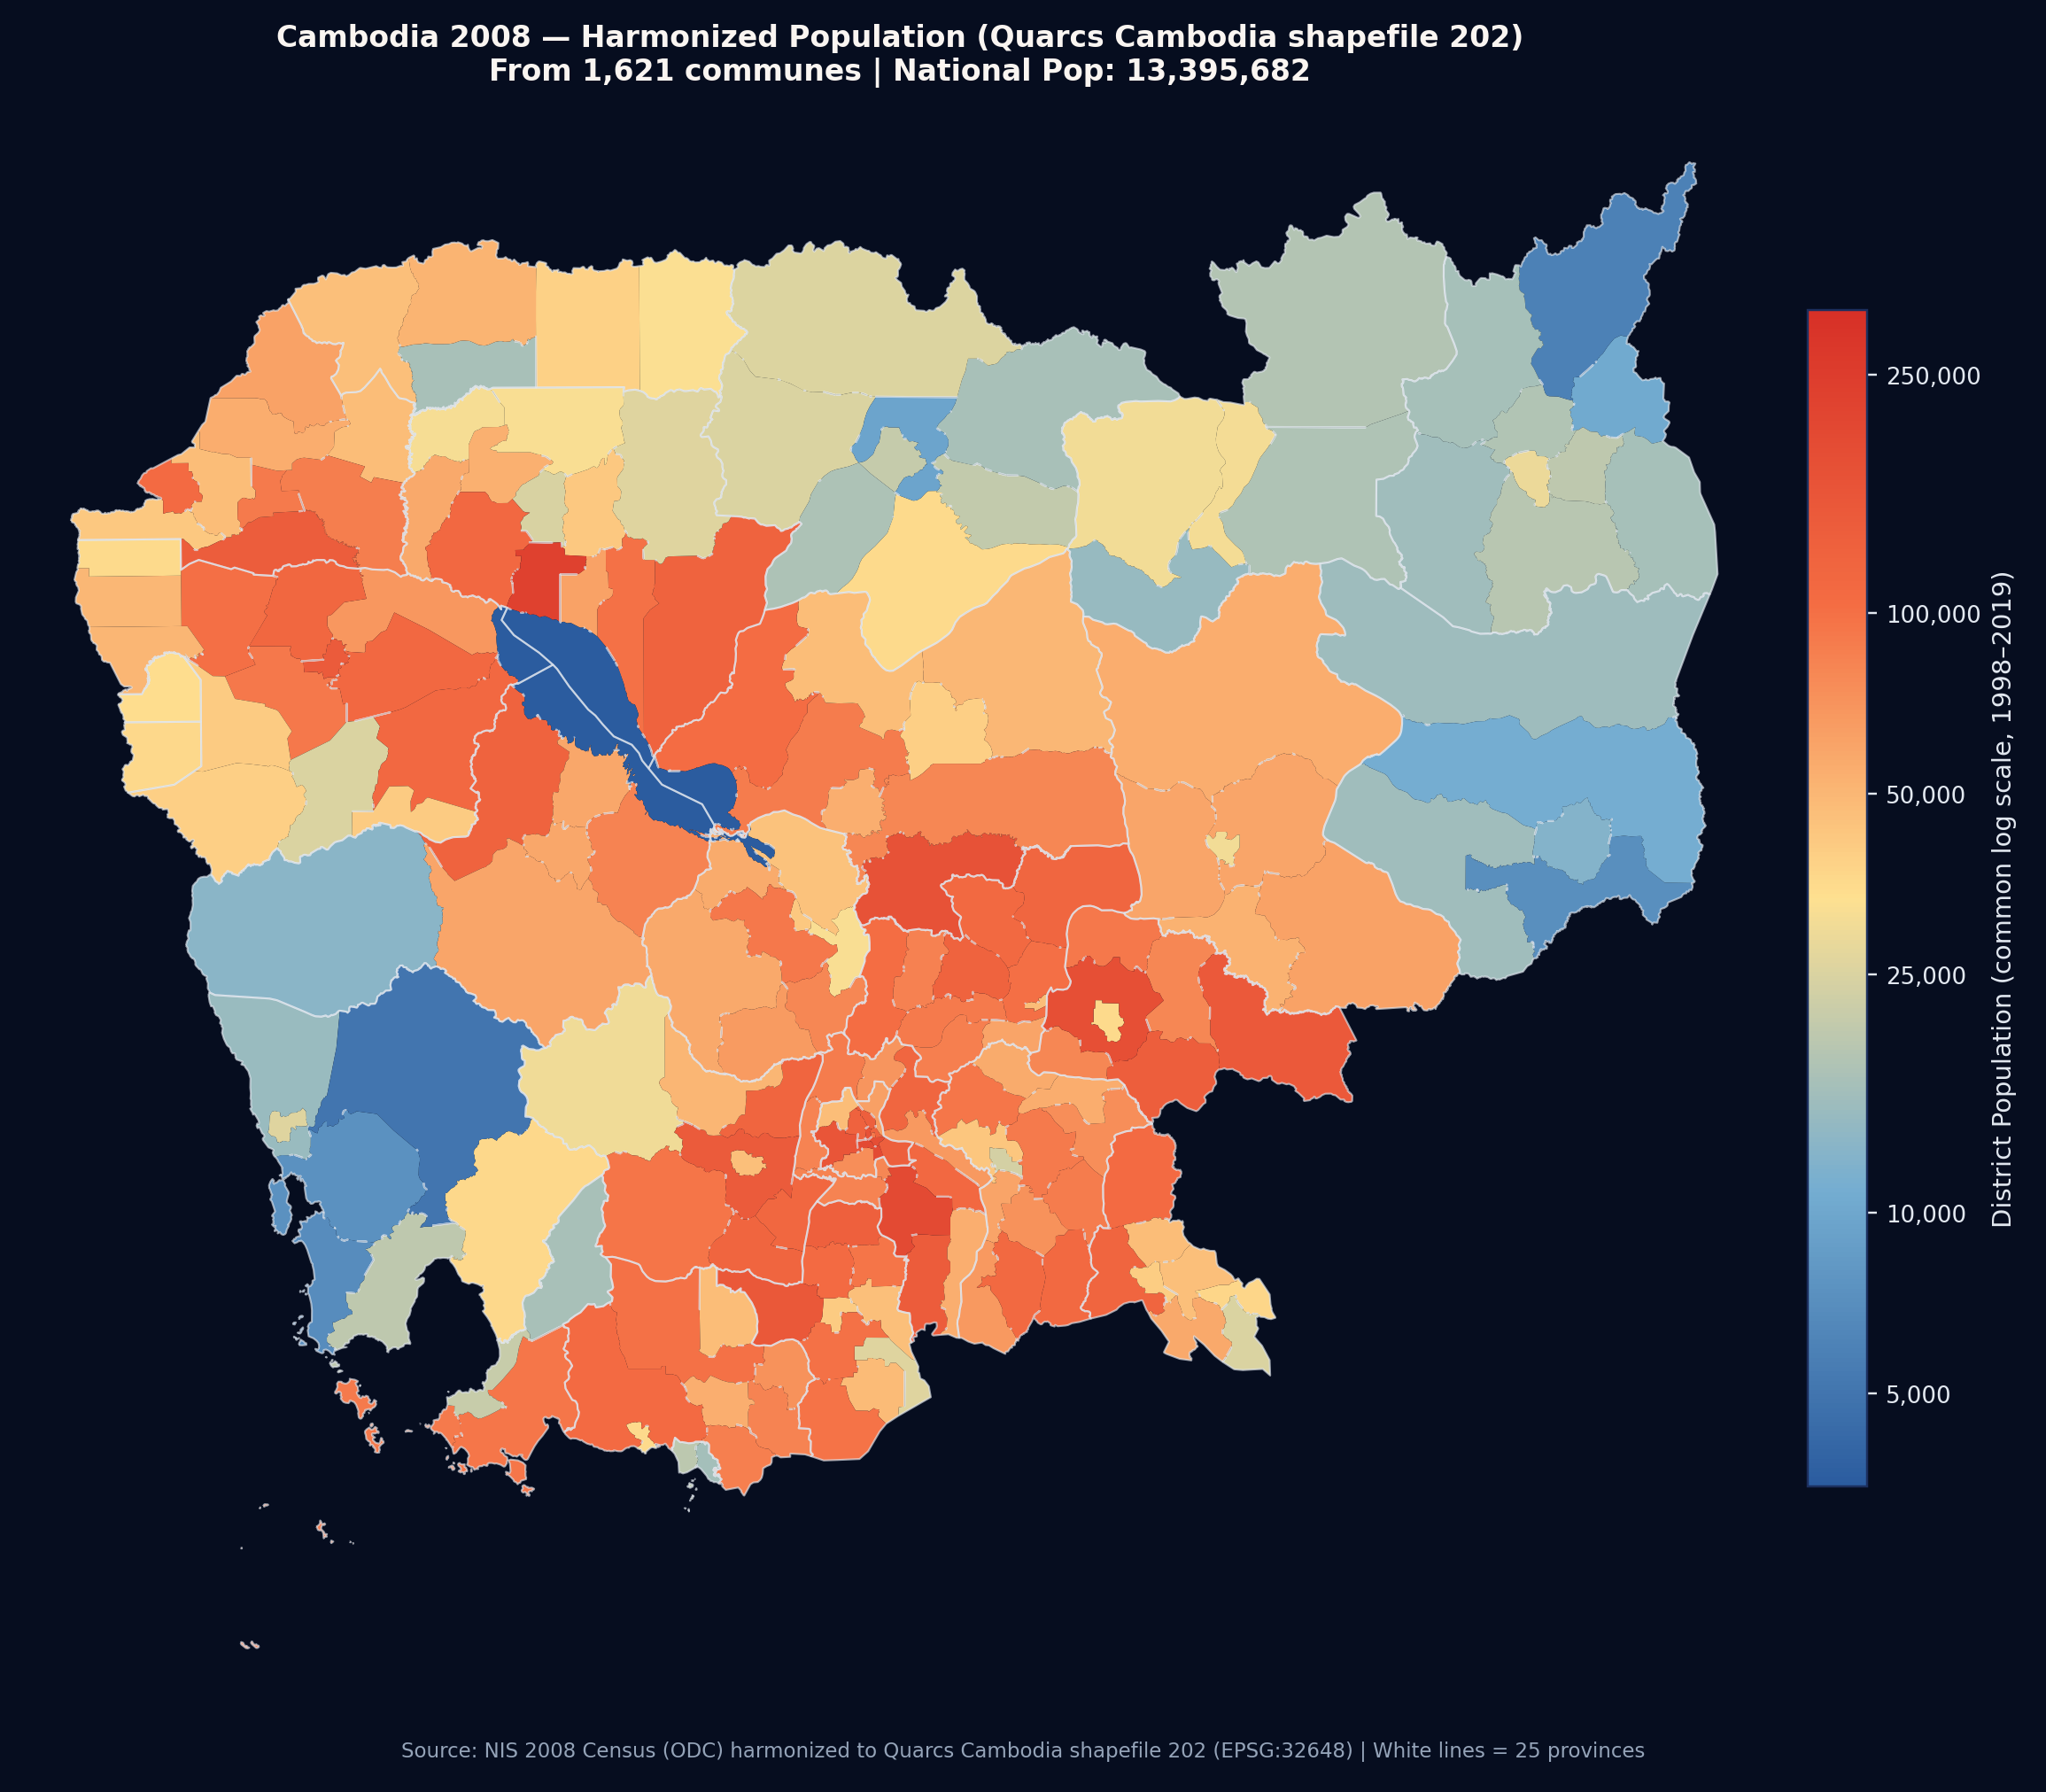 Cambodia 2008 — Harmonized Population (Quarcs Cambodia shapefile 202)
From 1,621 communes | National Pop: 13,395,682
250,000
100,000
50,000
25,000
10,000
5,000
District Population (common log scale, 1998–2019)
Source: NIS 2008 Census (ODC) harmonized to Quarcs Cambodia shapefile 202 (EPSG:32648) | White lines = 25 provinces